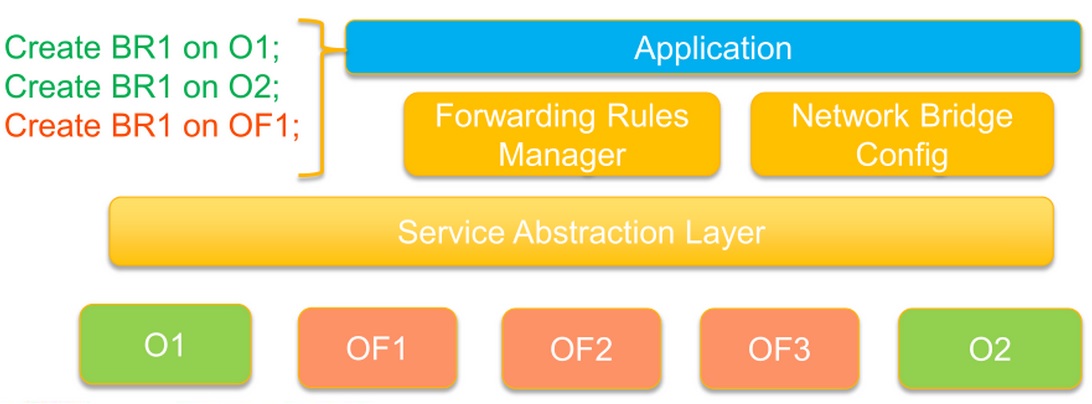 Create BR1 on O1;
Create BR1 on O2;
Create BR1 on OF1;
Application
Forwarding Rules
Manager
Network Bridge
Config
Service Abstraction Layer
O1
OF1
OF2
OF3
O2